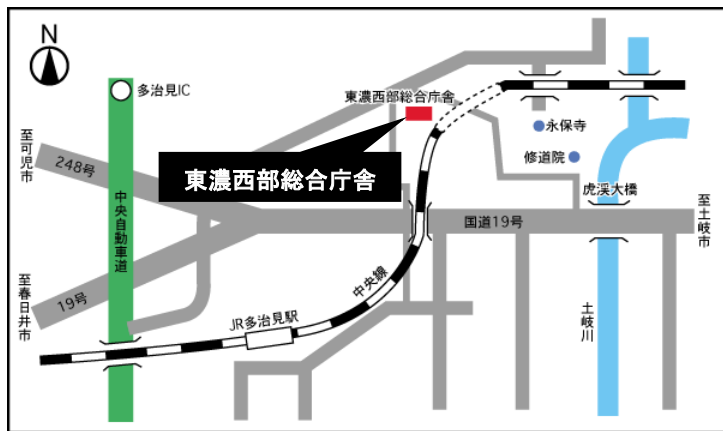 N
多治見IC
東濃西部総合庁舎
至可児市
248号
永保寺
修道院
東濃西部総合庁舎
中央自動車道
虎渓大橋
国道19号
至土岐市
至春日井市
19号
中央線
JR多治見駅
土岐川